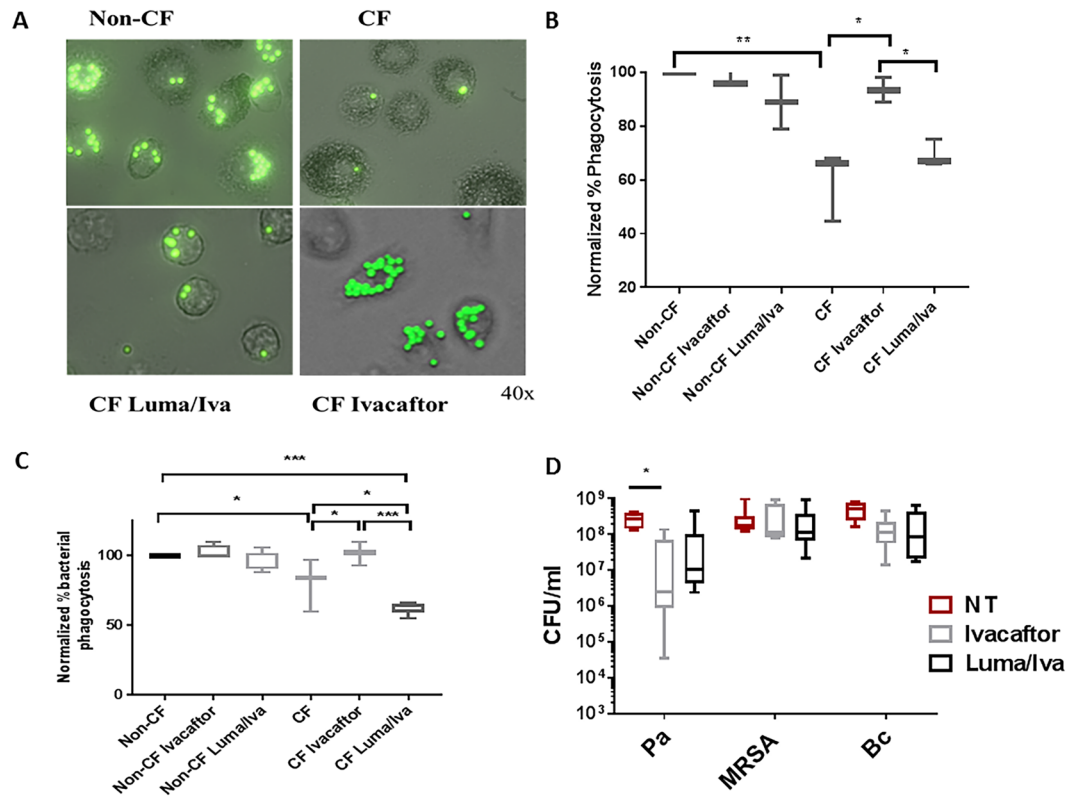 A
Non-CF
CF
CF Luma/Iva
CF Ivacaftor
40x
B
**
*
*
Normalized % Phagocytosis
100
80
60
40
20
Non-CF
Non-CF Ivacaftor
Non-CF Luma/Iva
CF
CF Ivacaftor
CF Luma/Iva
C
***
*
*
*
***
Normalized % bacterial
phagocytosis
100
50
0
Non-CF
Non-CF Ivacaftor
Non-CF Luma/Iva
CF
CF Ivacaftor
CF Luma/Iva
D
*
CFU/ml
10⁹
10⁸
10⁷
10⁶
10⁵
10⁴
10³
Pa
MRSA
Bc
NT
Ivacaftor
Luma/Iva